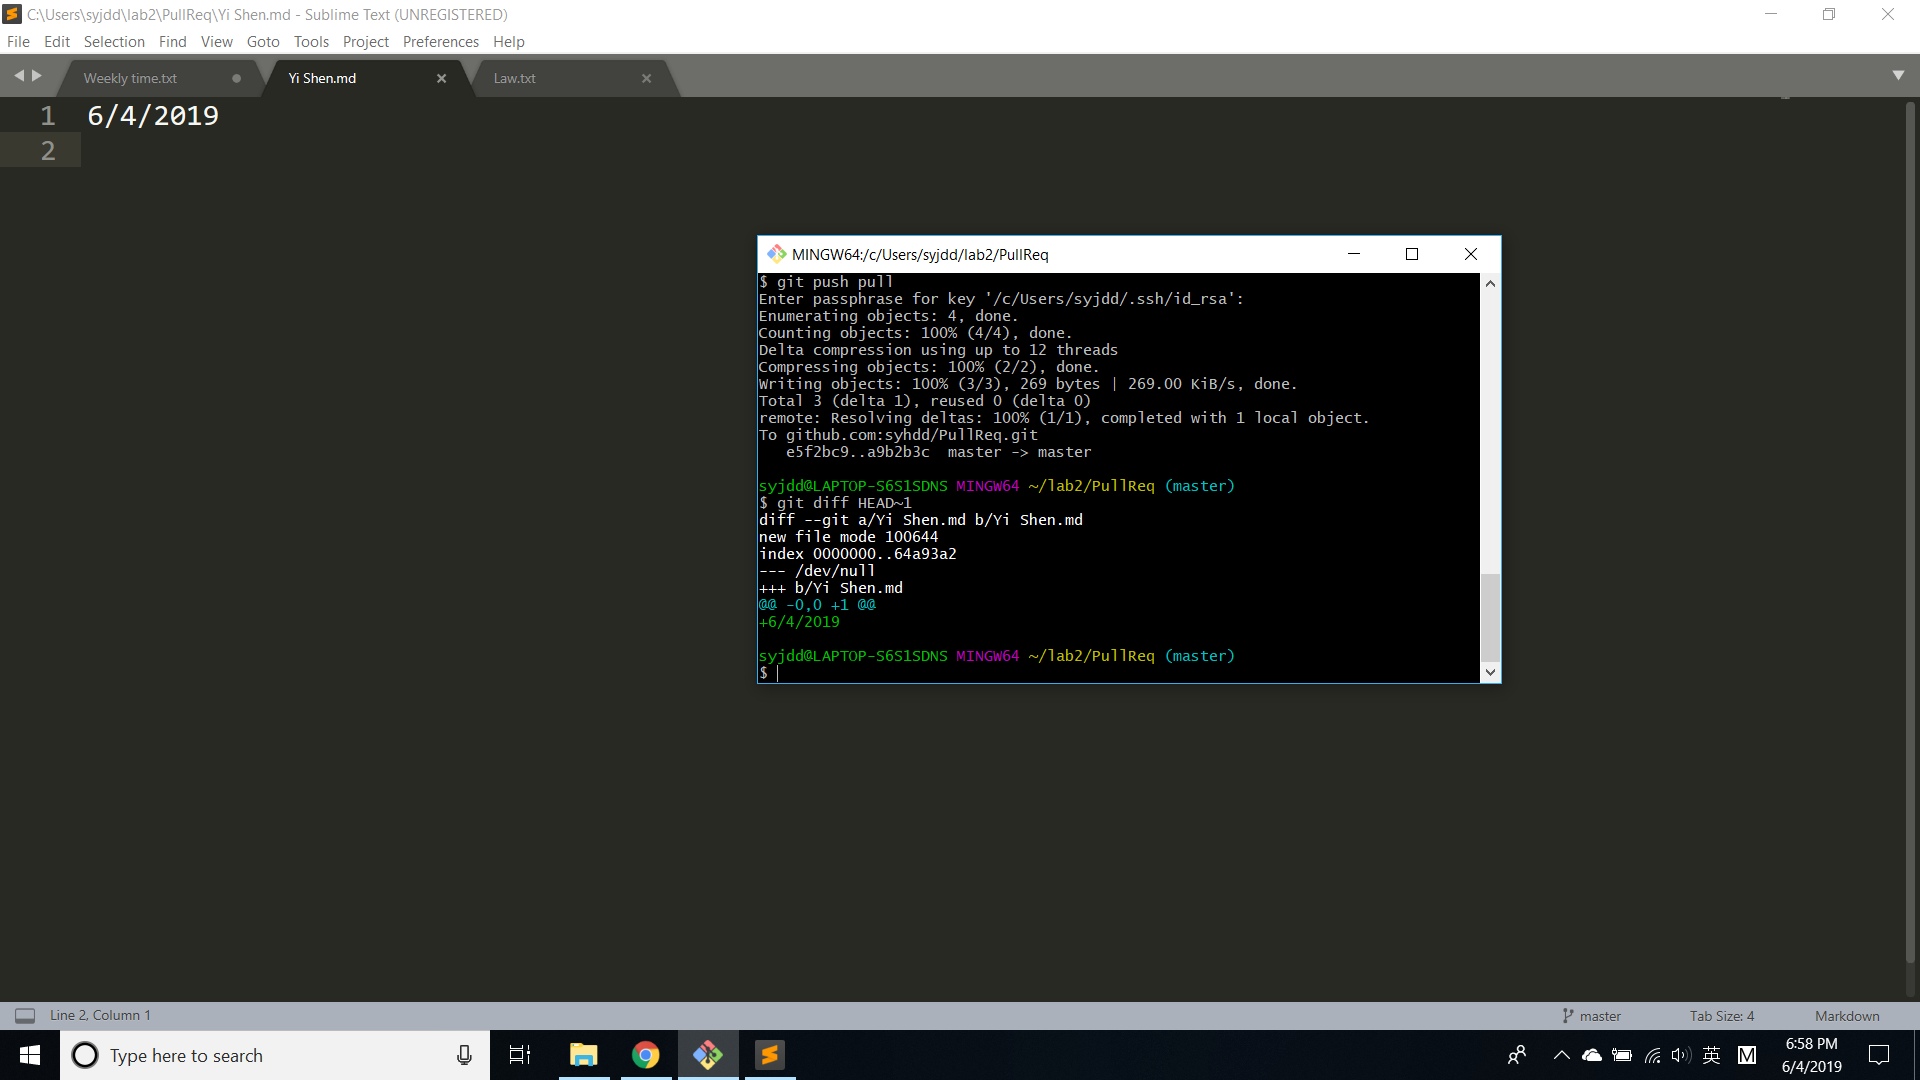 C:\Users\syjdd\lab2\PullReq\Yi Shen.md - Sublime Text (UNREGISTERED)
File Edit Selection Find View Goto Tools Project Preferences Help
Weekly time.txt Yi Shen.md Law.txt
1 6/4/2019
2
MINGW64:/c/Users/syjdd/lab2/PullReq
$ git push pull
Enter passphrase for key '/c/Users/syjdd/.ssh/id_rsa':
Enumerating objects: 4, done.
Counting objects: 100% (4/4), done.
Delta compression using up to 12 threads
Compressing objects: 100% (2/2), done.
Writing objects: 100% (3/3), 269 bytes | 269.00 KiB/s, done.
Total 3 (delta 1), reused 0 (delta 0)
remote: Resolving deltas: 100% (1/1), completed with 1 local object.
To github.com:syhdd/PullReq.git
   e5f2bc9..a9b2b3c  master -> master
syjdd@LAPTOP-S6S1SDNS MINGW64 ~/lab2/PullReq (master)
$ git diff HEAD~1
diff --git a/Yi Shen.md b/Yi Shen.md
new file mode 100644
index 0000000..64a93a2
--- /dev/null
+++ b/Yi Shen.md
@@ -0,0 +1 @@
+6/4/2019
syjdd@LAPTOP-S6S1SDNS MINGW64 ~/lab2/PullReq (master)
$
Line 2, Column 1 master Tab Size: 4 Markdown
Type here to search
英 M
6:58 PM
6/4/2019